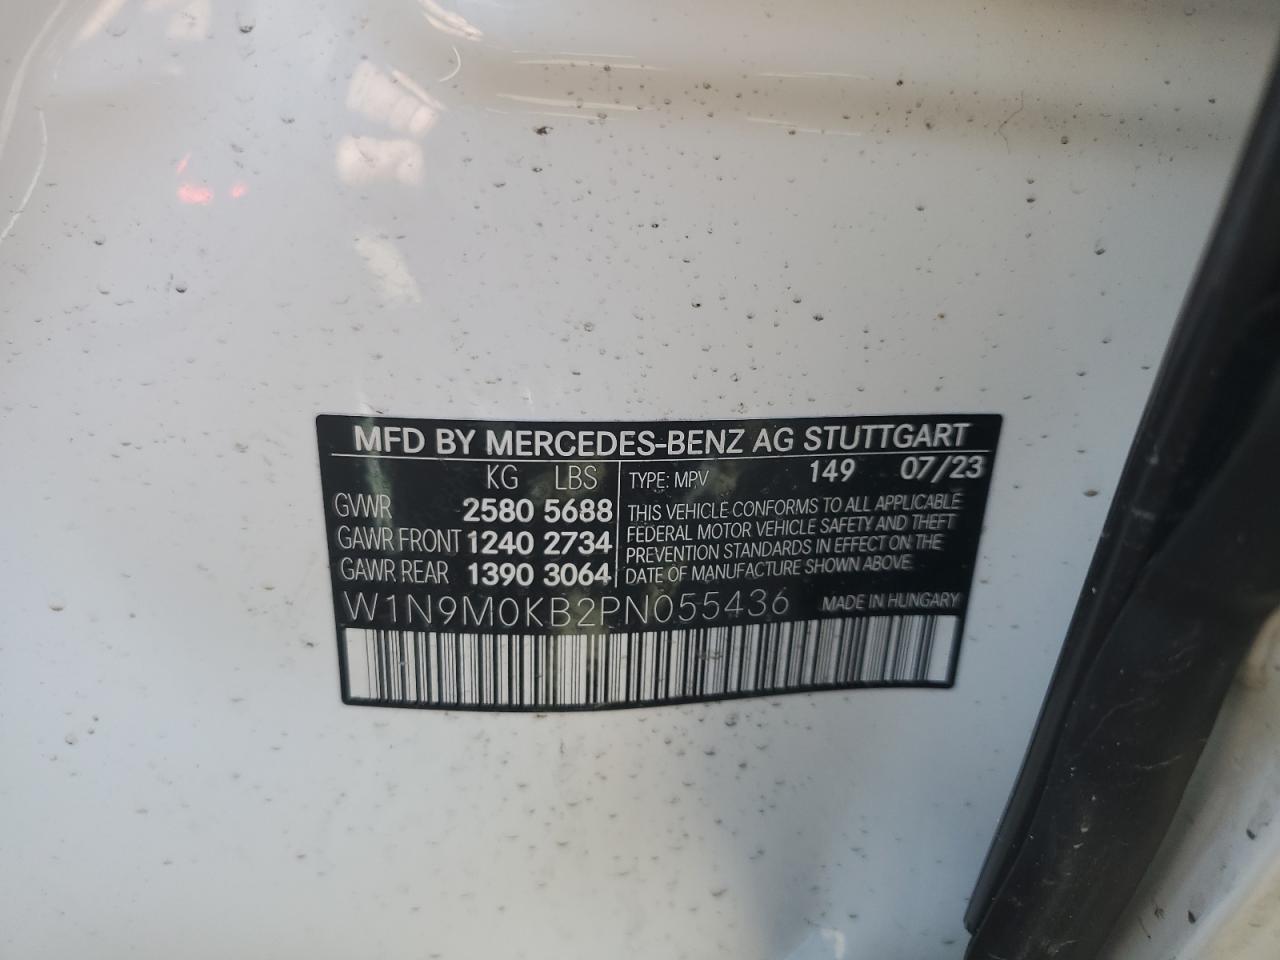 MFD BY MERCEDES-BENZ AG STUTTGART
KG LBS
GVWR 2580 5688
GAWR FRONT 1240 2734
GAWR REAR 1390 3064
TYPE: MPV 149 07/23
THIS VEHICLE CONFORMS TO ALL APPLICABLE
FEDERAL MOTOR VEHICLE SAFETY AND THEFT
PREVENTION STANDARDS IN EFFECT ON THE
DATE OF MANUFACTURE SHOWN ABOVE.
W1N9M0KB2PN055436 MADE IN HUNGARY